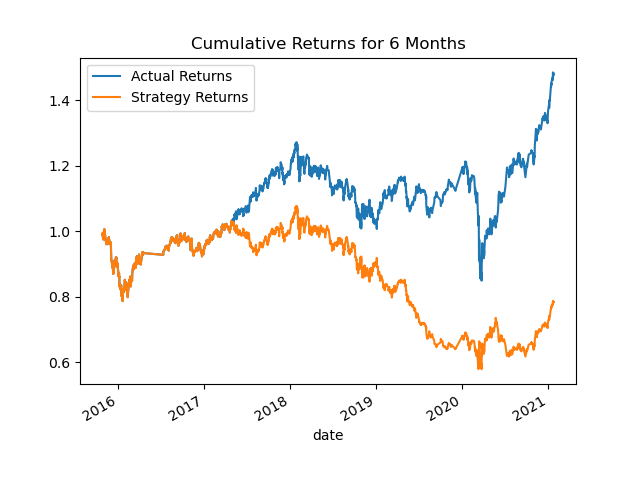 Cumulative Returns for 6 Months
Actual Returns
Strategy Returns
1.4
1.2
1.0
0.8
0.6
2016
2017
2018
2019
2020
2021
date